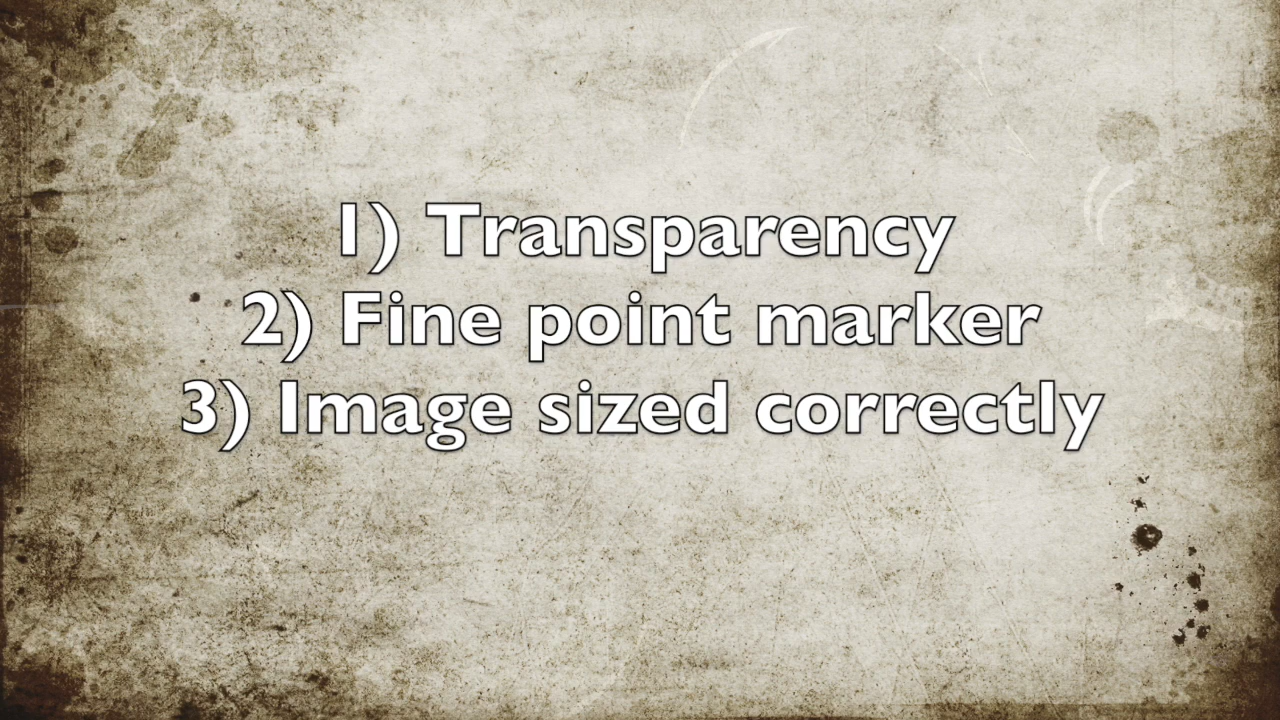 1) Transparency
2) Fine point marker
3) Image sized correctly